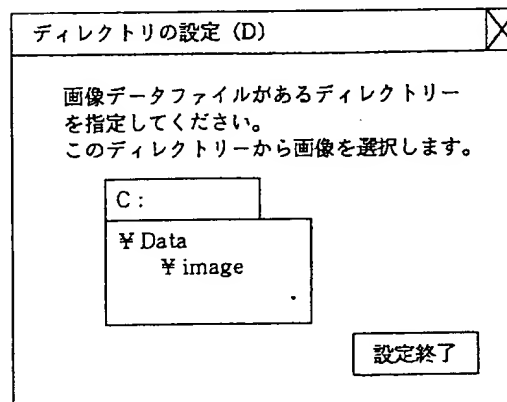 ディレクトリの設定（D）
画像データファイルがあるディレクトリー
を指定してください。
このディレクトリーから画像を選択します。
C :
¥ Data
¥ image
設定終了